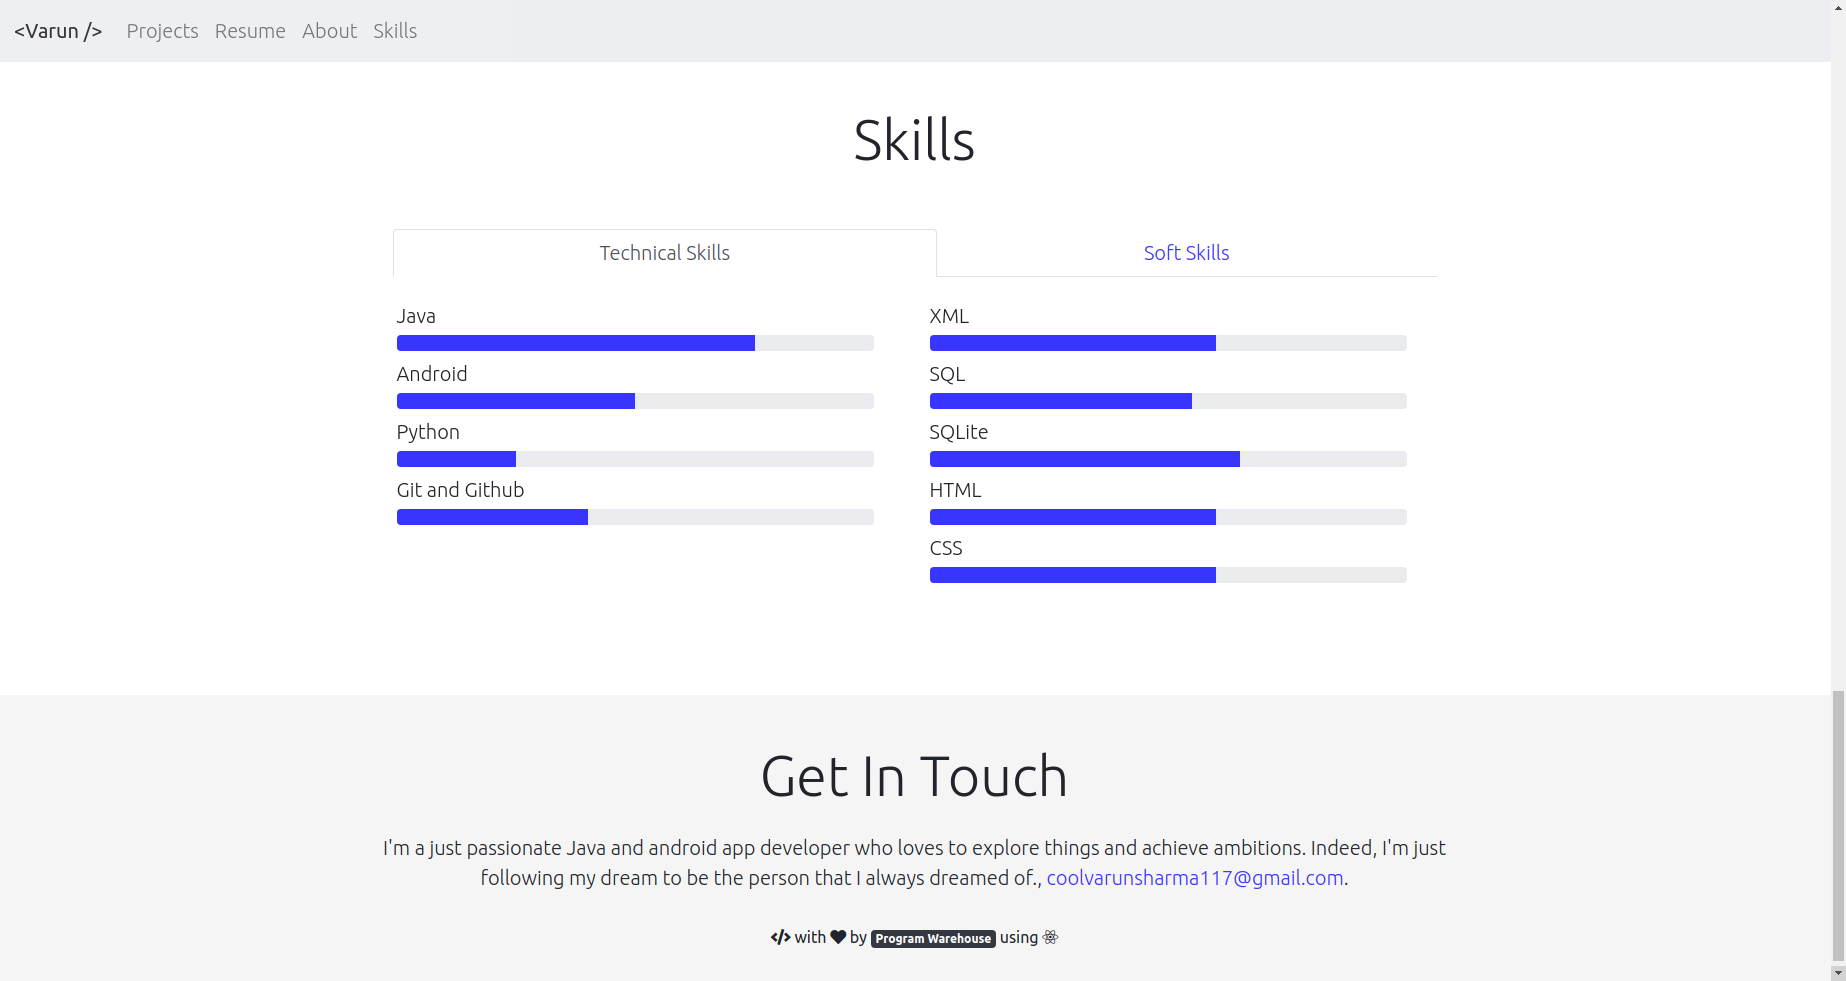 <Varun /> Projects Resume About Skills
Skills
Technical Skills Soft Skills
Java
Android
Python
Git and Github
XML
SQL
SQLite
HTML
CSS
Get In Touch
I'm a just passionate Java and android app developer who loves to explore things and achieve ambitions. Indeed, I'm just
following my dream to be the person that I always dreamed of., coolvarunsharma117@gmail.com.
</> with ♥ by Program Warehouse using ⚛